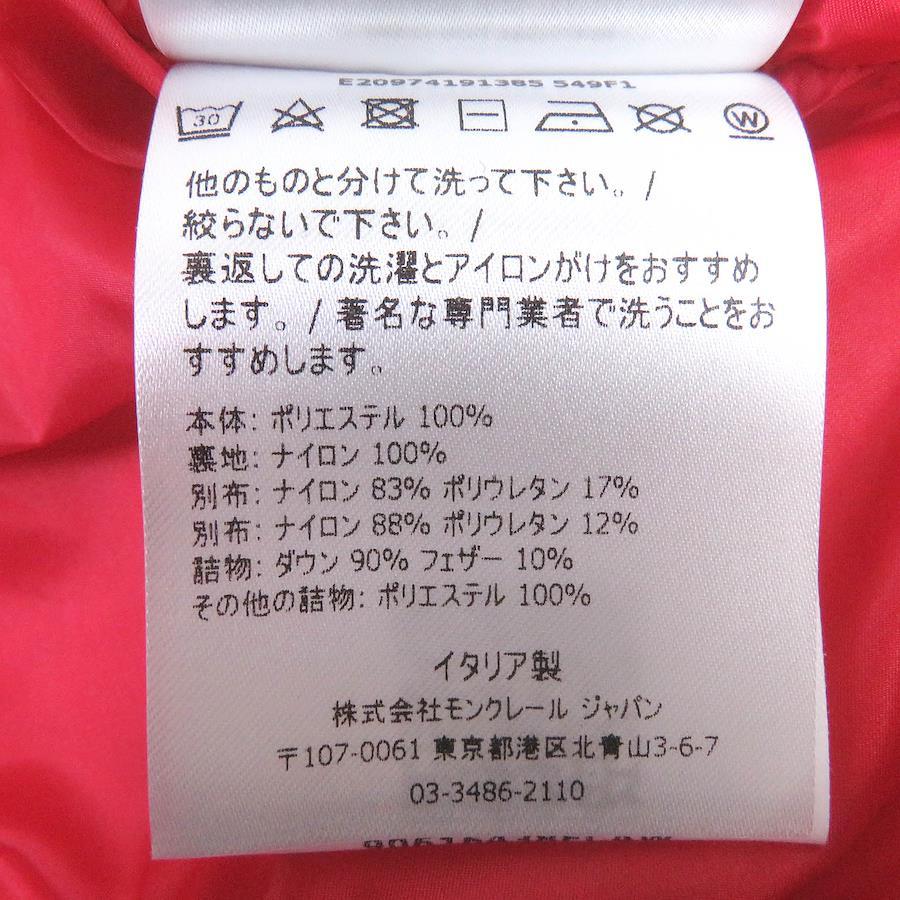 E20974191385 549F1
30 W
他のものと分けて洗って下さい。/
絞らないで下さい。/
裏返しての洗濯とアイロンがけをおすすめ
します。/ 著名な専門業者で洗うことをお
すすめします。
本体: ポリエステル 100%
裏地: ナイロン 100%
別布: ナイロン 83% ポリウレタン 17%
別布: ナイロン 88% ポリウレタン 12%
詰物: ダウン 90% フェザー 10%
その他の詰物: ポリエステル 100%
イタリア製
株式会社モンクレール ジャパン
〒107-0061 東京都港区北青山3-6-7
03-3486-2110